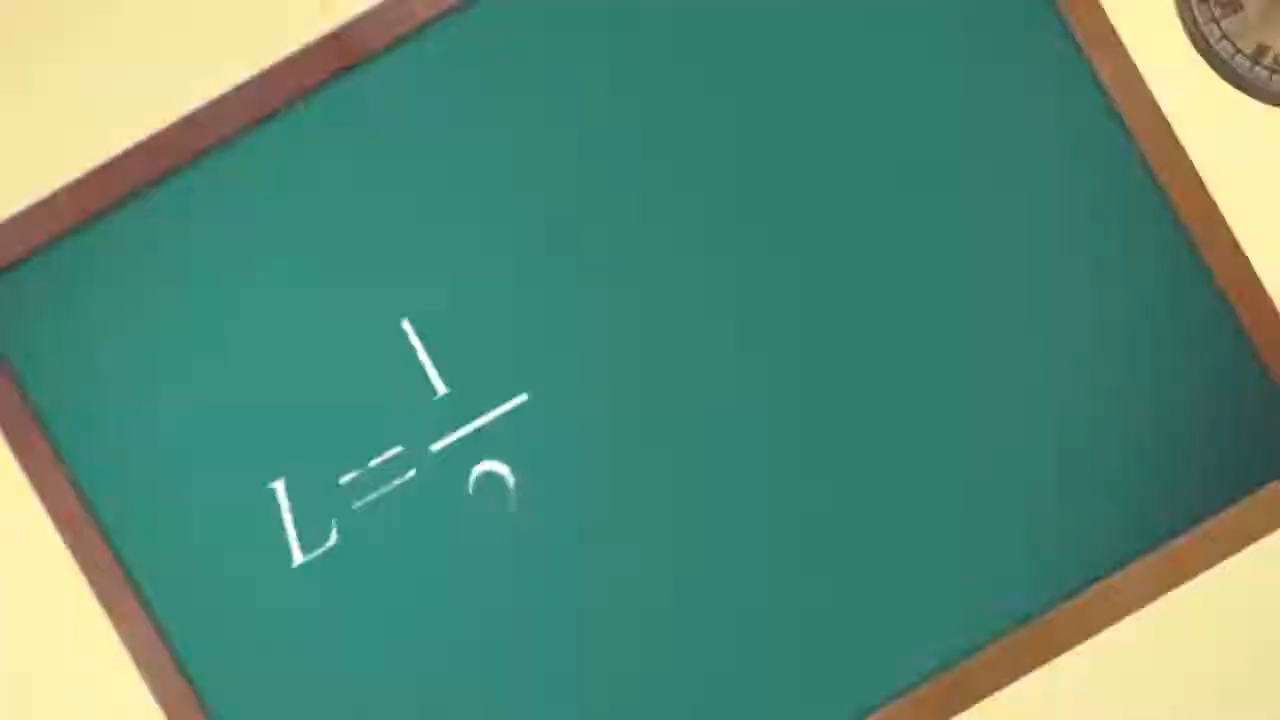 L = 1/